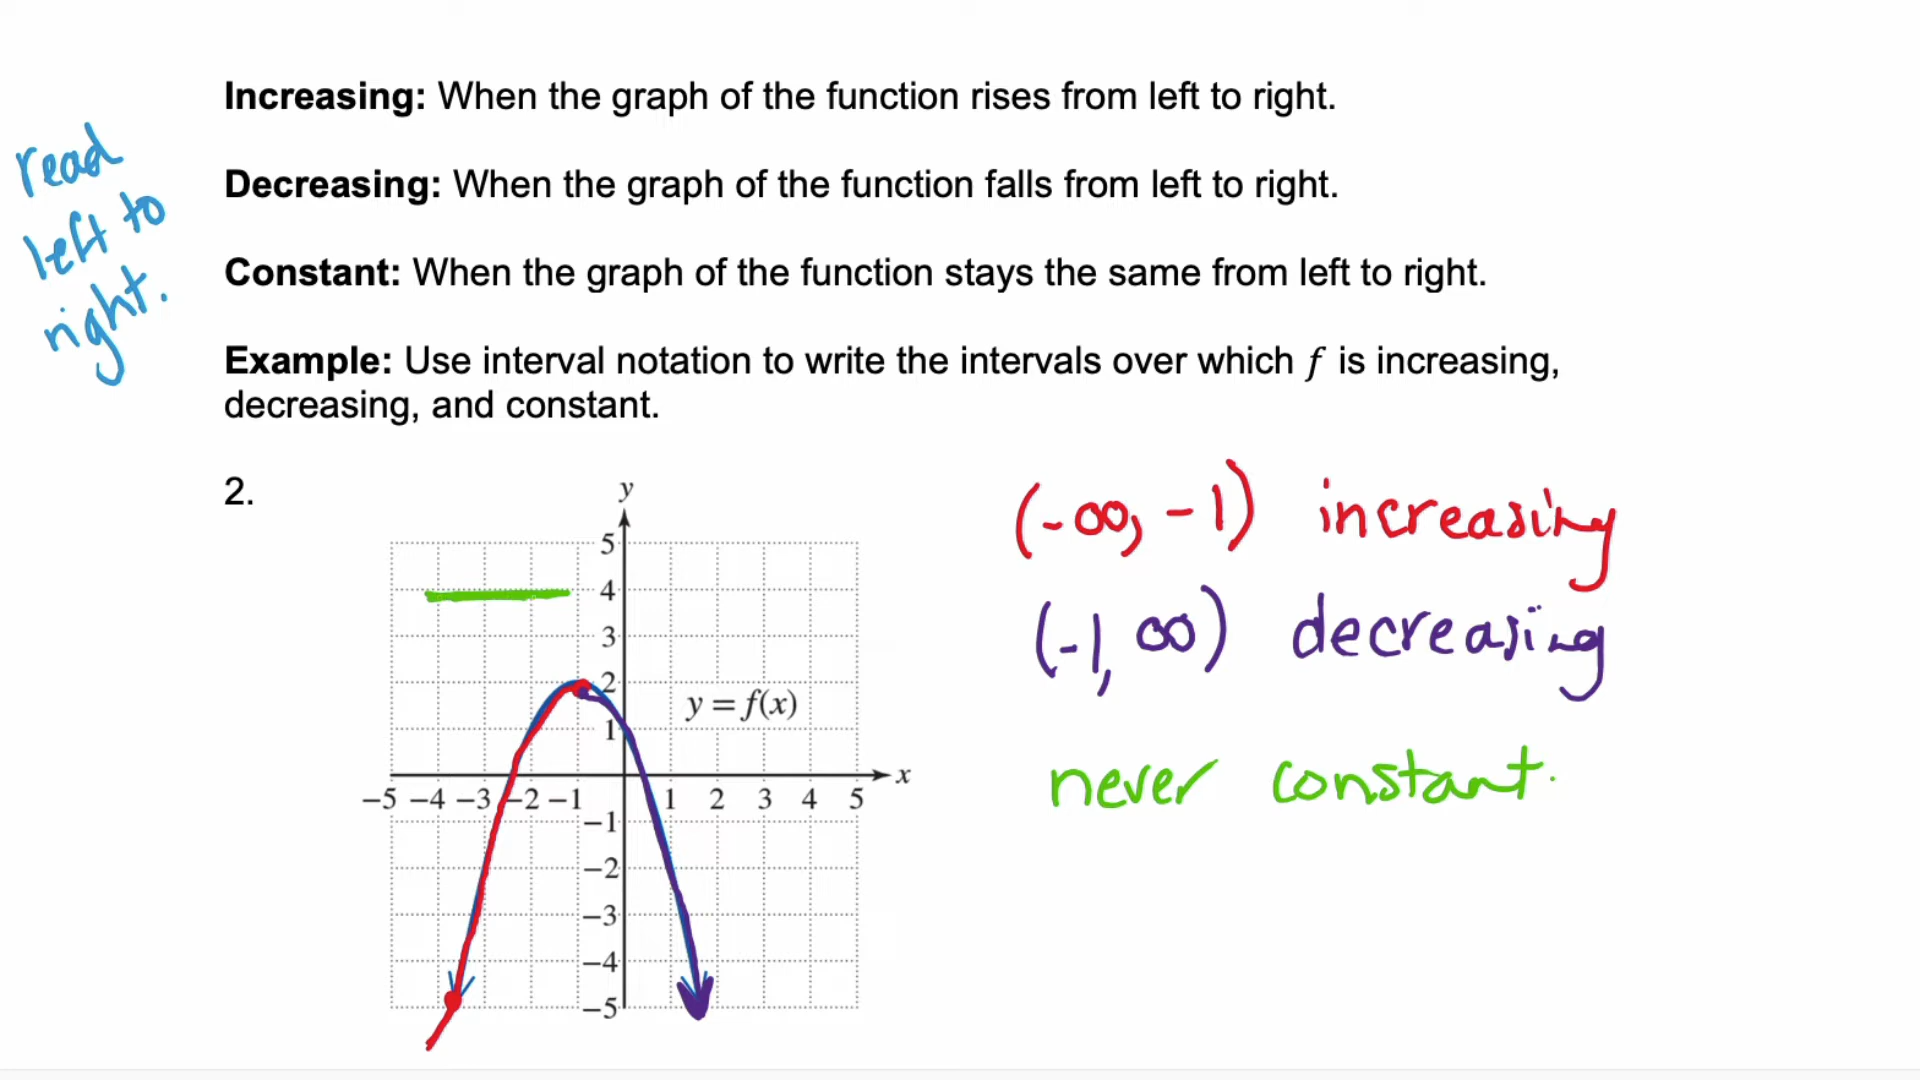 Increasing: When the graph of the function rises from left to right.
read
left to
right.
Decreasing: When the graph of the function falls from left to right.
Constant: When the graph of the function stays the same from left to right.
Example: Use interval notation to write the intervals over which f is increasing,
decreasing, and constant.
2.
y
5
4
3
2
1
y = f(x)
x
−5 −4 −3 −2 −1 1 2 3 4 5
−1
−2
−3
−4
−5
(-∞, -1) increasing
(-1, ∞) decreasing
never constant.